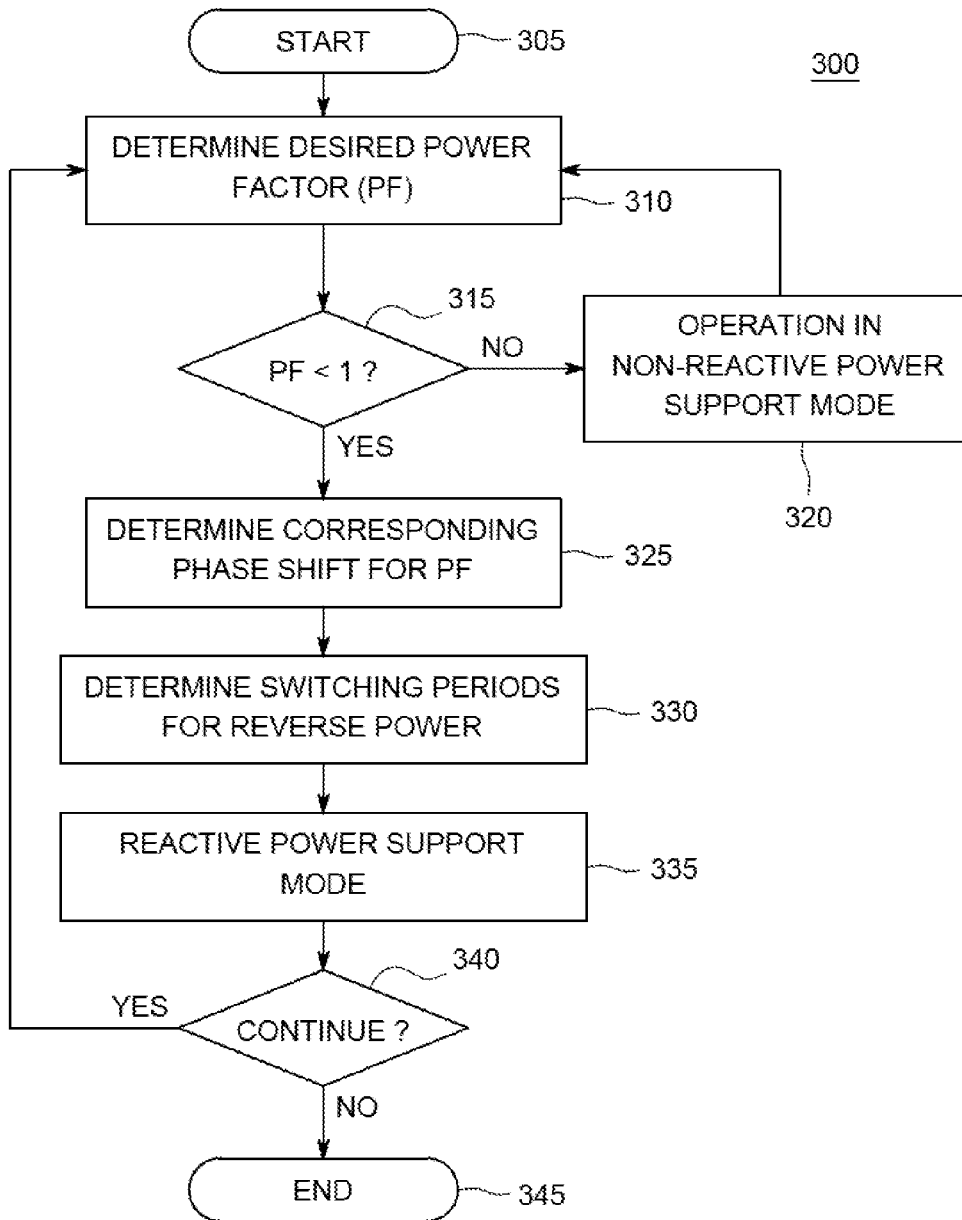 START
305
300
DETERMINE DESIRED POWER
FACTOR (PF)
310
315
PF < 1 ?
NO
OPERATION IN
NON-REACTIVE POWER
SUPPORT MODE
320
YES
DETERMINE CORRESPONDING
PHASE SHIFT FOR PF
325
DETERMINE SWITCHING PERIODS
FOR REVERSE POWER
330
REACTIVE POWER SUPPORT
MODE
335
340
YES
CONTINUE ?
NO
END
345